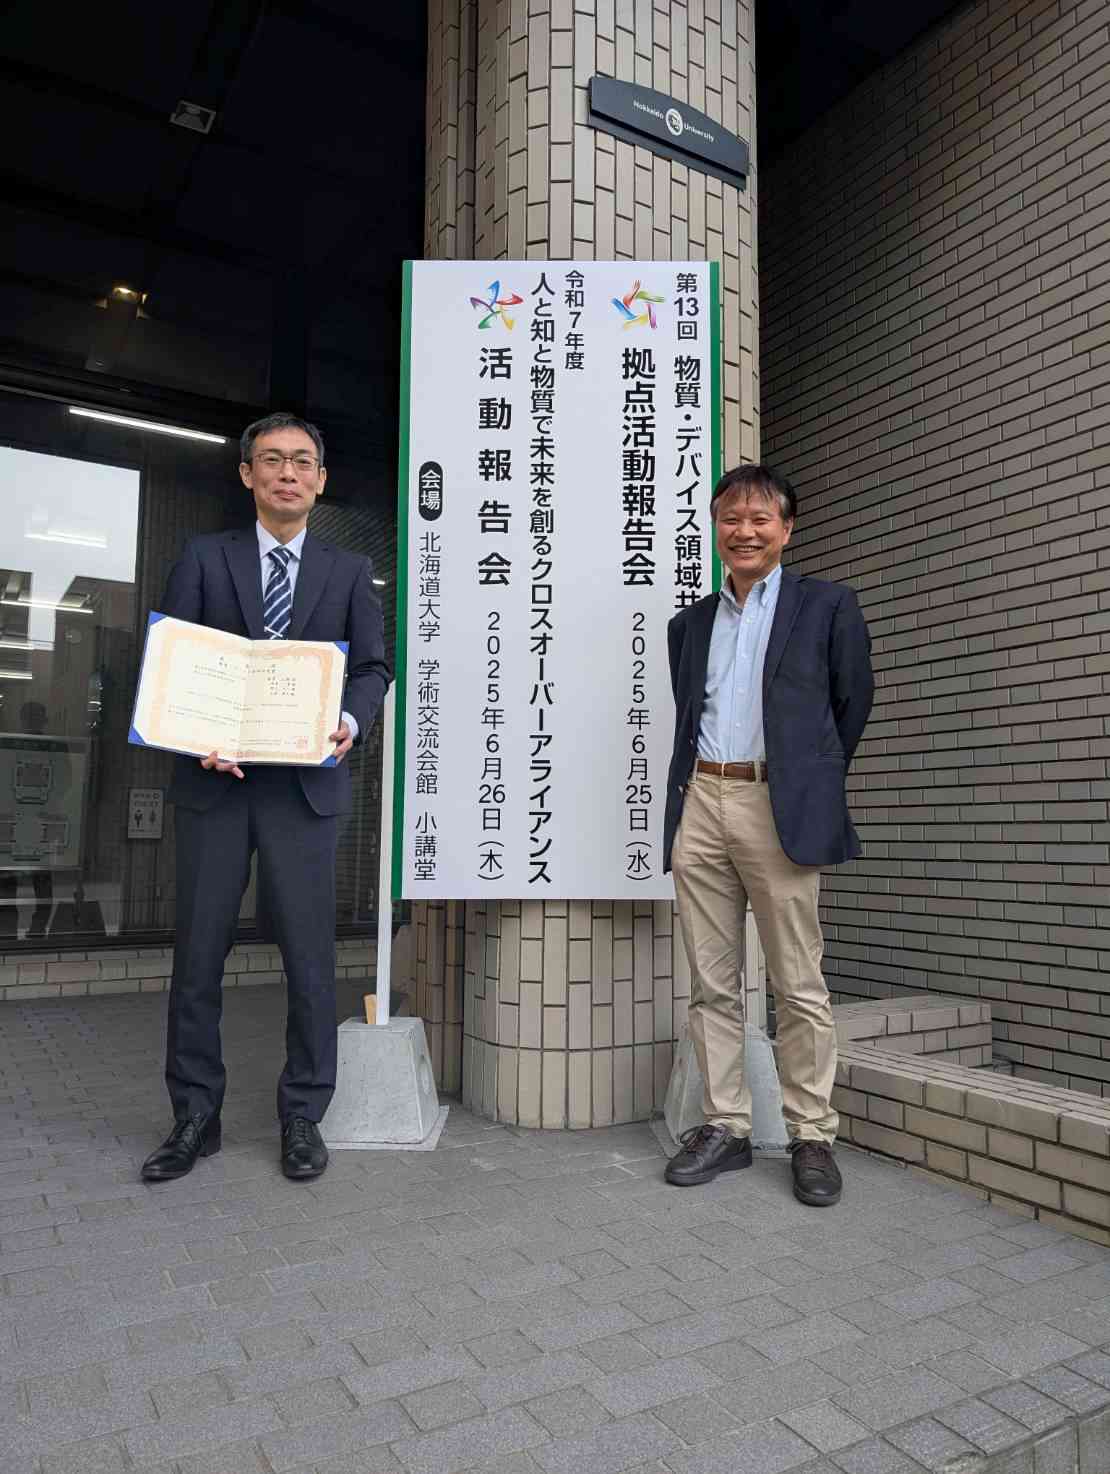 Hokkaido University
第13回 物質・デバイス領域共
拠点活動報告会 2025年6月25日(水)
令和7年度
人と知と物質で未来を創るクロスオーバーアライアンス
活動報告会 2025年6月26日(木)
会場 北海道大学 学術交流会館 小講堂